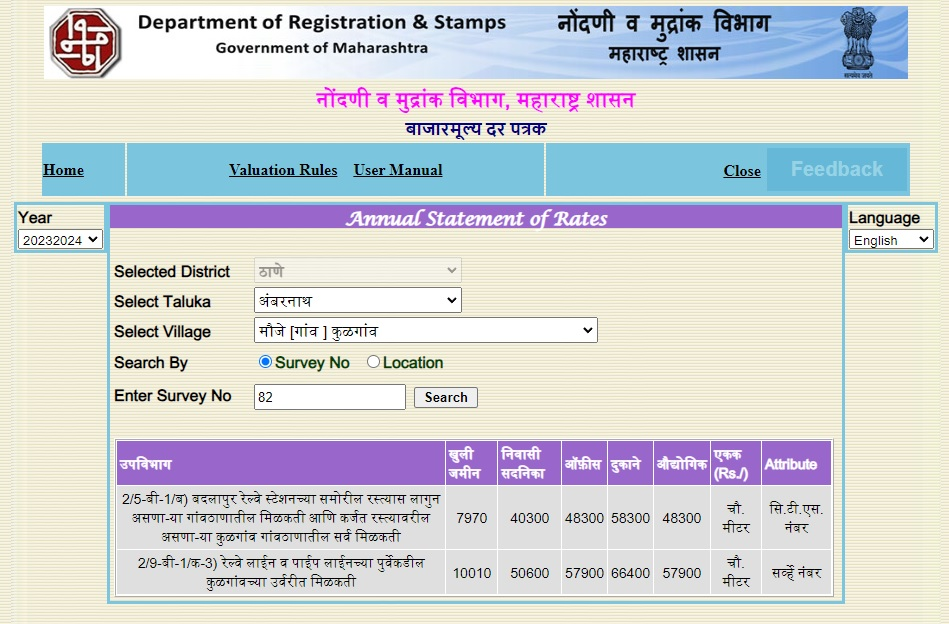 Department of Registration & Stamps
Government of Maharashtra
नोंदणी व मुद्रांक विभाग
महाराष्ट्र शासन
सत्यमेव जयते
नोंदणी व मुद्रांक विभाग, महाराष्ट्र शासन
बाजारमूल्य दर पत्रक
Home Valuation Rules User Manual Close Feedback
Year
20232024
Annual Statement of Rates
Language
English
Selected District ठाणे
Select Taluka अंबरनाथ
Select Village मौजे [गांव ] कुळगांव
Search By Survey No Location
Enter Survey No 82 Search
उपविभाग खुली जमीन निवासी सदनिका ऑफ़ीस दुकाने औद्योगिक एकक (Rs./) Attribute
2/5-बी-1/ब) बदलापुर रेल्वे स्टेशनच्या समोरील रस्त्यास लागुन
असणा-या गांवठाणातील मिळकती आणि कर्जत रस्त्यावरील
असणा-या कुळगांव गांवठाणातील सर्व मिळकती
7970 40300 48300 58300 48300 चौ. मीटर सि.टी.एस. नंबर
2/9-बी-1/क-3) रेल्वे लाईन व पाईप लाईनच्या पुर्वेकडील
कुळगांवच्या उर्वरीत मिळकती
10010 50600 57900 66400 57900 चौ. मीटर सर्व्हे नंबर